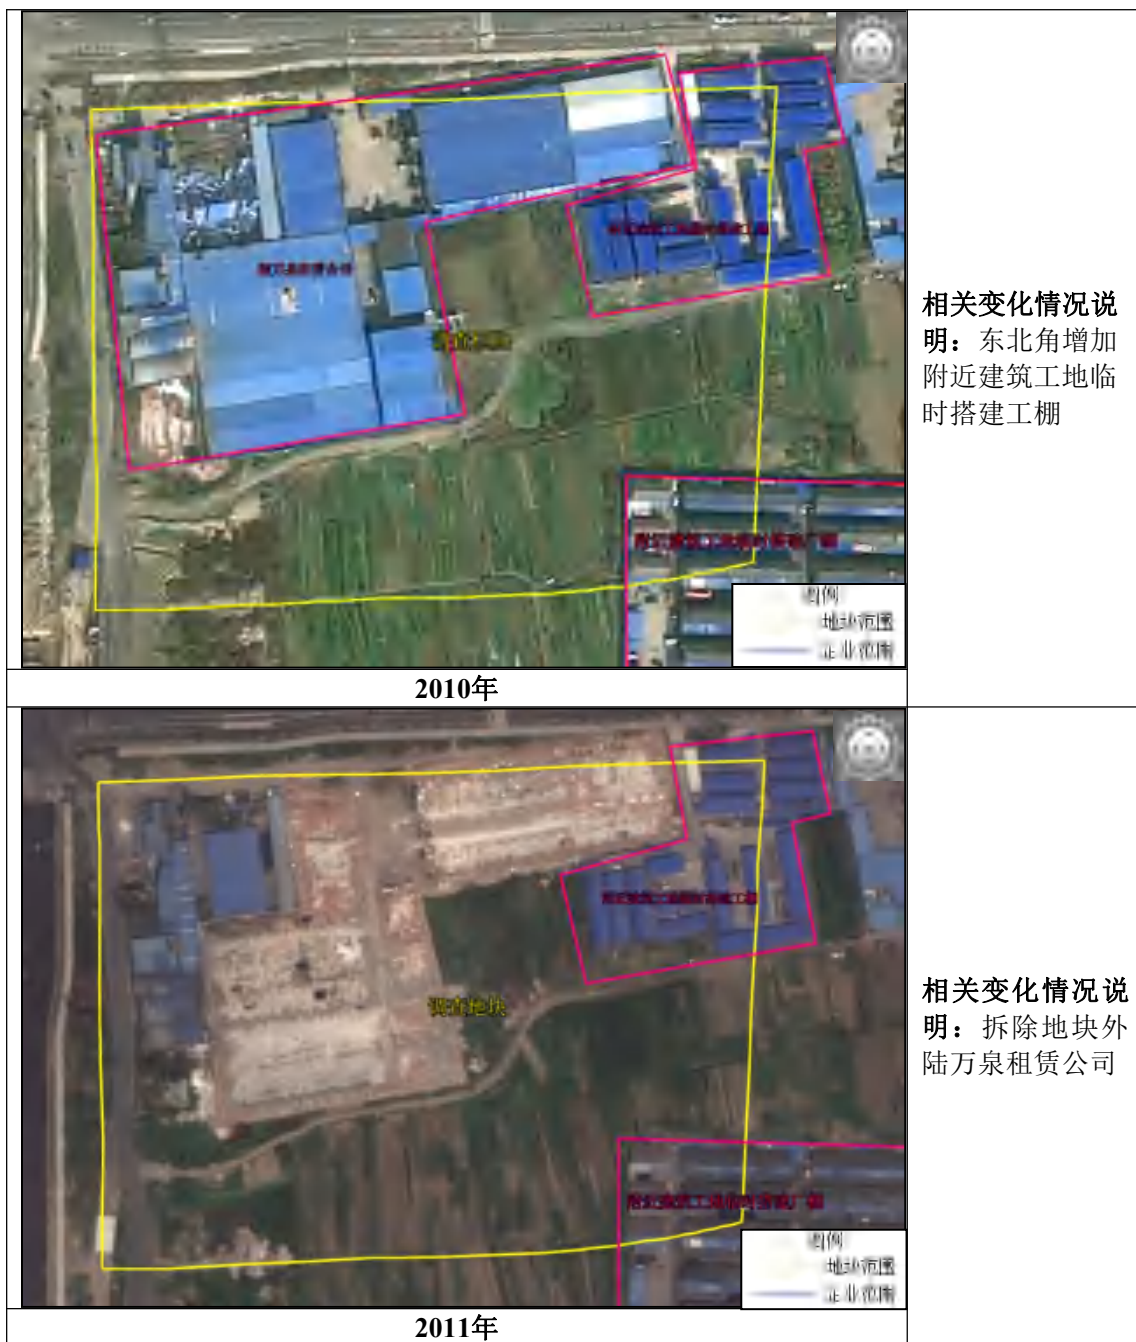 相关变化情况说
明：东北角增加
附近建筑工地临
时搭建工棚
图例
地块范围
企业范围
2010年
调查地块
相关变化情况说
明：拆除地块外
陆万泉租赁公司
图例
地块范围
企业范围
2011年